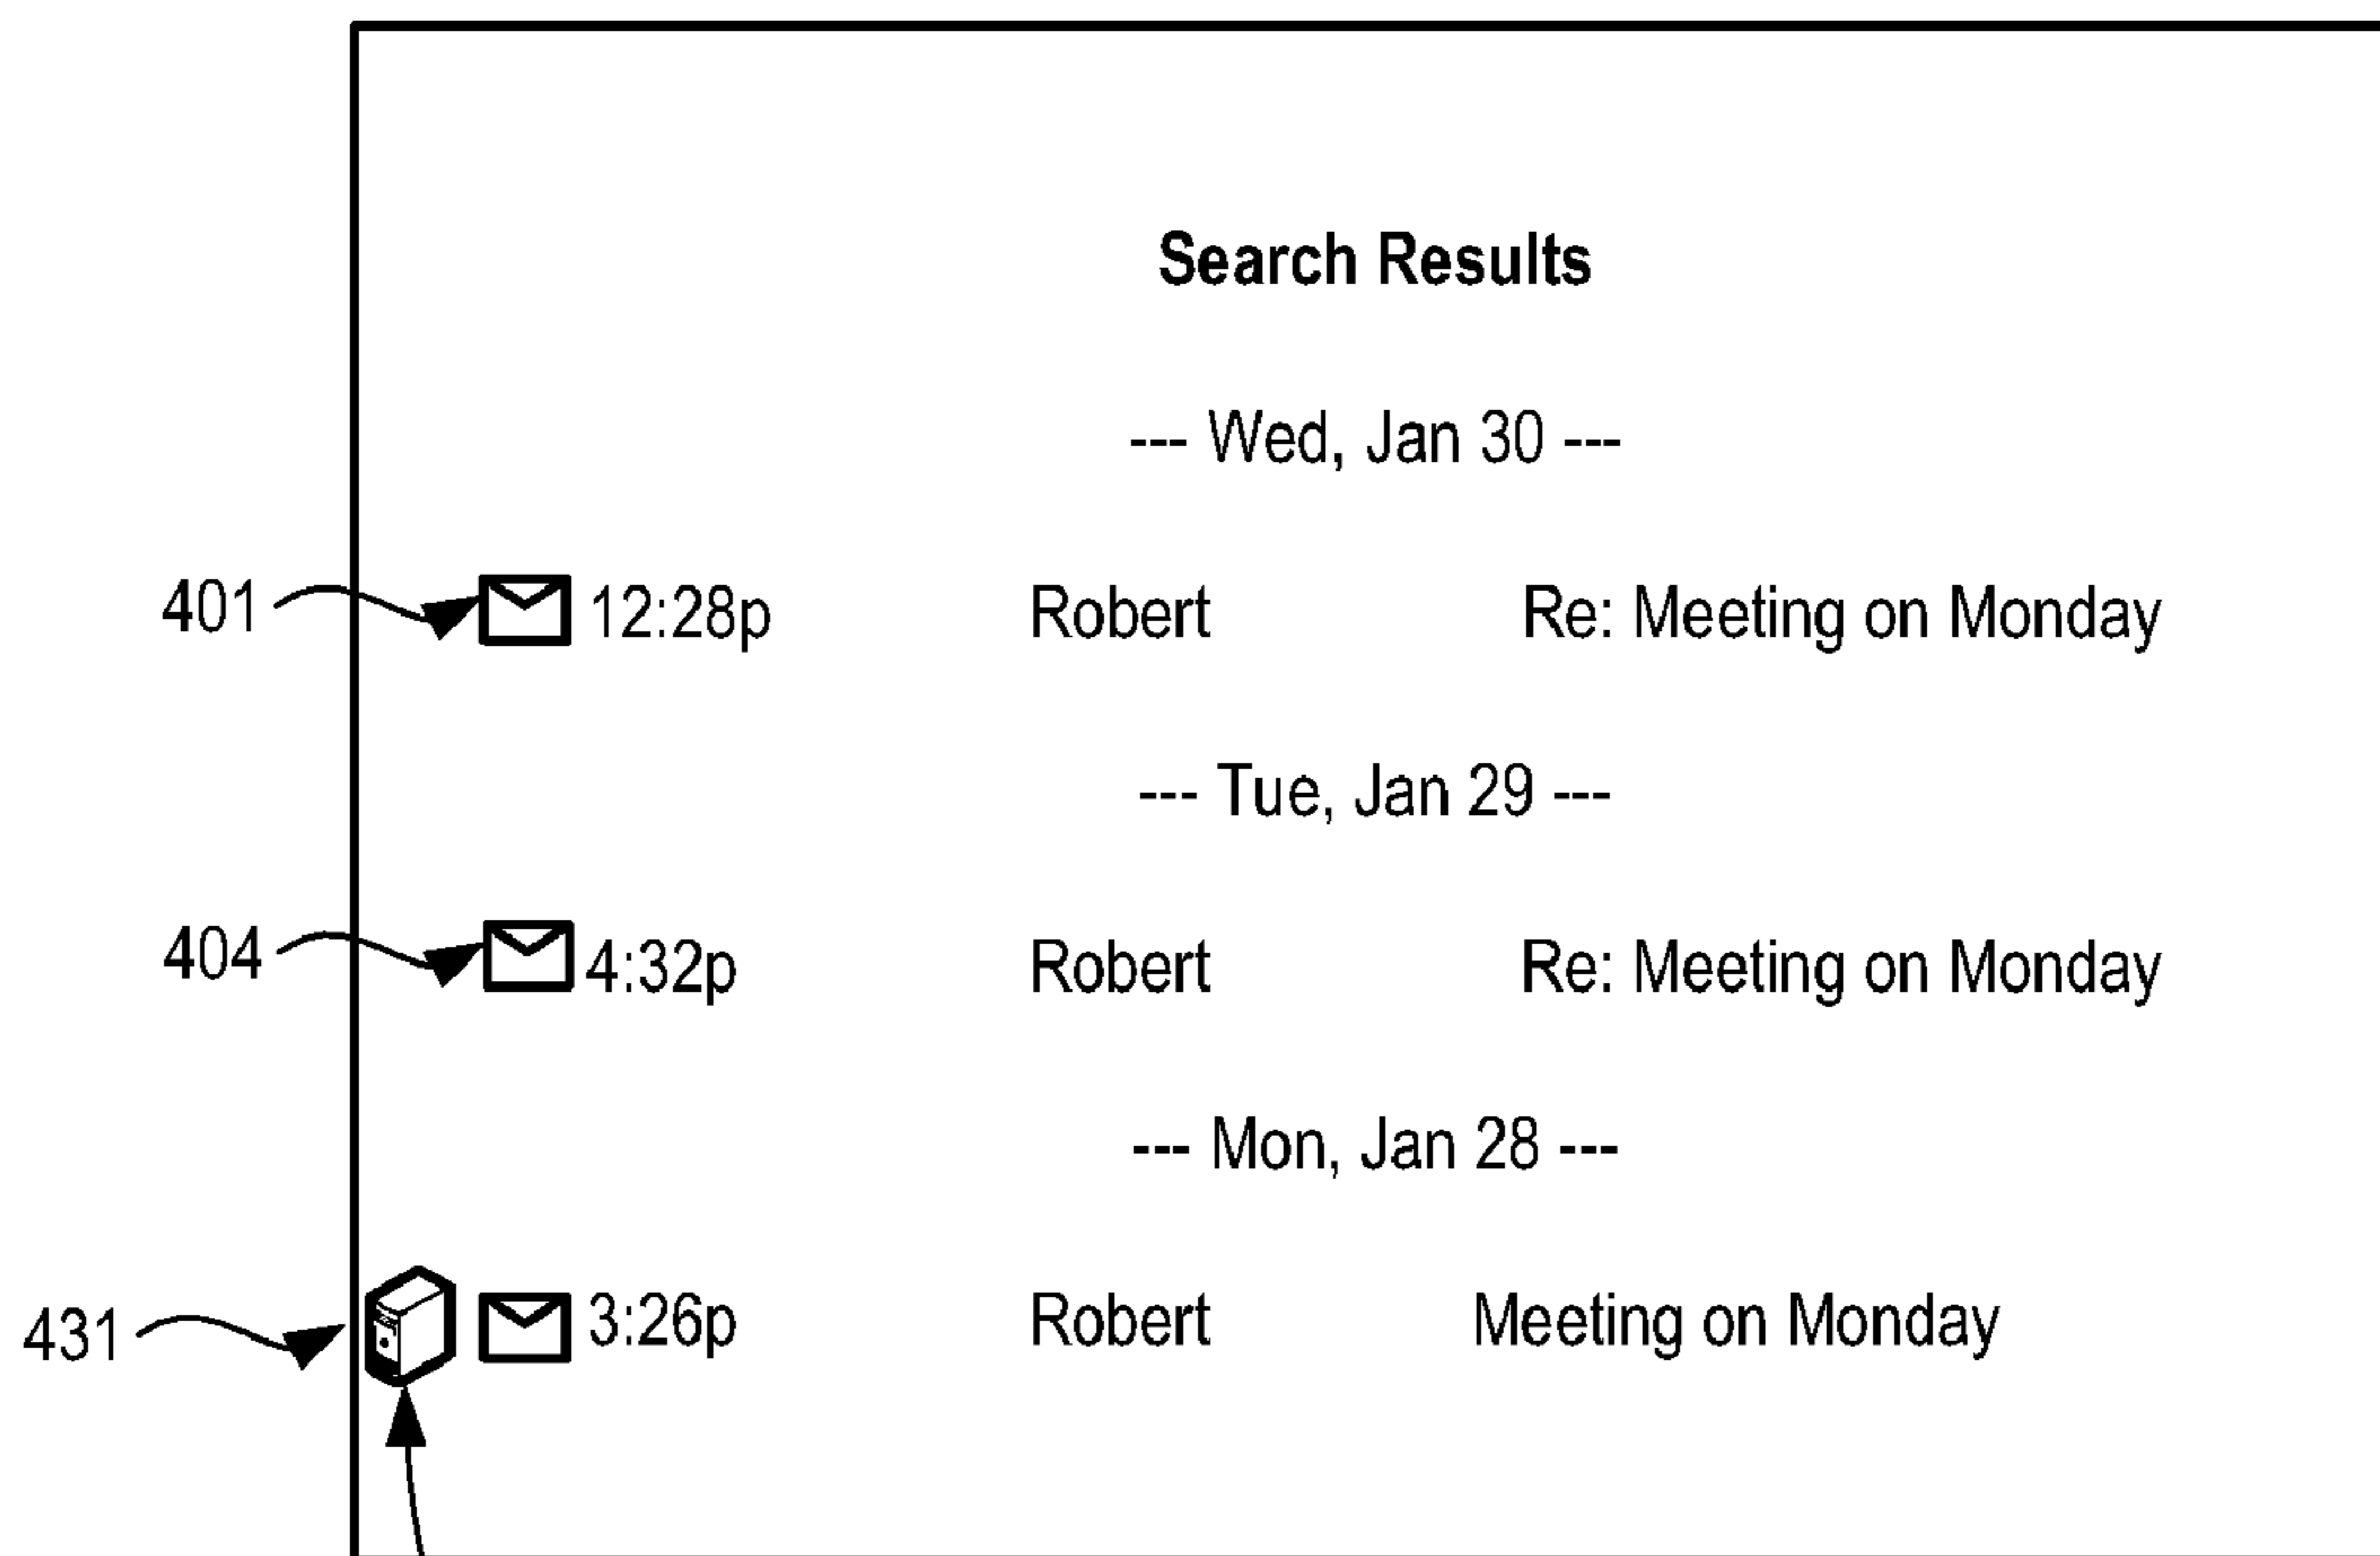 Search Results
--- Wed, Jan 30 ---
401 12:28p Robert Re: Meeting on Monday
--- Tue, Jan 29 ---
404 4:32p Robert Re: Meeting on Monday
--- Mon, Jan 28 ---
431 3:26p Robert Meeting on Monday